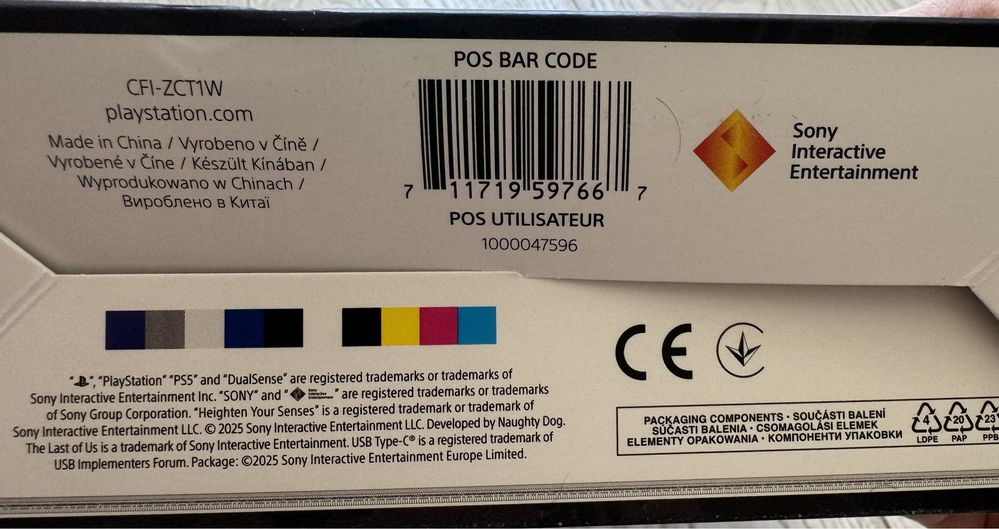 CFI-ZCT1W
playstation.com
Made in China / Vyrobeno v Číně /
Vyrobené v Číne / Készült Kínában /
Wyprodukowano w Chinach /
Вироблено в Китаї
POS BAR CODE
7 11719 59766 7
POS UTILISATEUR
1000047596
Sony
Interactive
Entertainment
" ", "PlayStation" "PS5" and "DualSense" are registered trademarks or trademarks of
Sony Interactive Entertainment Inc. "SONY" and " Sony Interactive Entertainment " are registered trademarks or trademarks
of Sony Group Corporation. "Heighten Your Senses" is a registered trademark or trademark of
Sony Interactive Entertainment LLC. © 2025 Sony Interactive Entertainment LLC. Developed by Naughty Dog.
The Last of Us is a trademark of Sony Interactive Entertainment. USB Type-C® is a registered trademark of
USB Implementers Forum. Package: ©2025 Sony Interactive Entertainment Europe Limited.
CE
PACKAGING COMPONENTS · SOUČÁSTI BALENÍ
SÚČASTI BALENIA · CSOMAGOLÁSI ELEMEK
ELEMENTY OPAKOWANIA · КОМПОНЕНТИ УПАКОВКИ
4 20 23
LDPE PAP PPB